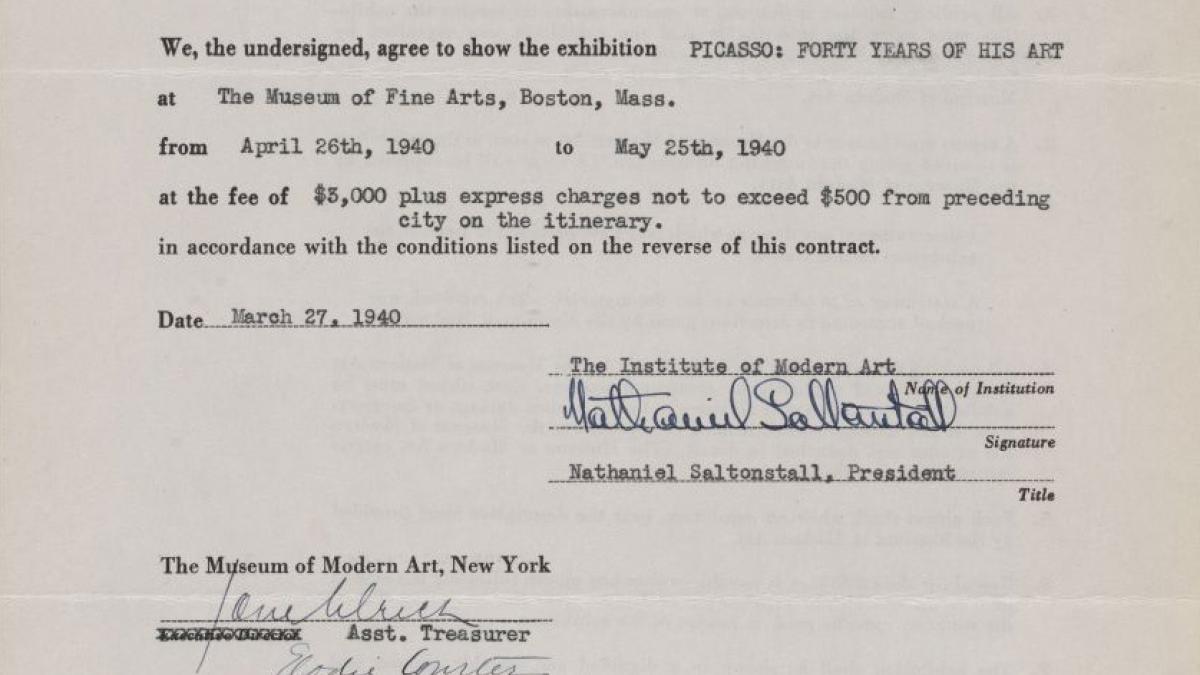 We, the undersigned, agree to show the exhibition PICASSO: FORTY YEARS OF HIS ART
at The Museum of Fine Arts, Boston, Mass.
from April 26th, 1940 to May 25th, 1940
at the fee of $3,000 plus express charges not to exceed $500 from preceding
city on the itinerary.
in accordance with the conditions listed on the reverse of this contract.
Date March 27, 1940
The Institute of Modern Art
Name of Institution
Nathaniel Saltonstall
Signature
Nathaniel Saltonstall, President
Title
The Museum of Modern Art, New York
Jane Ulrich
Asst. Treasurer
Elodie Courter